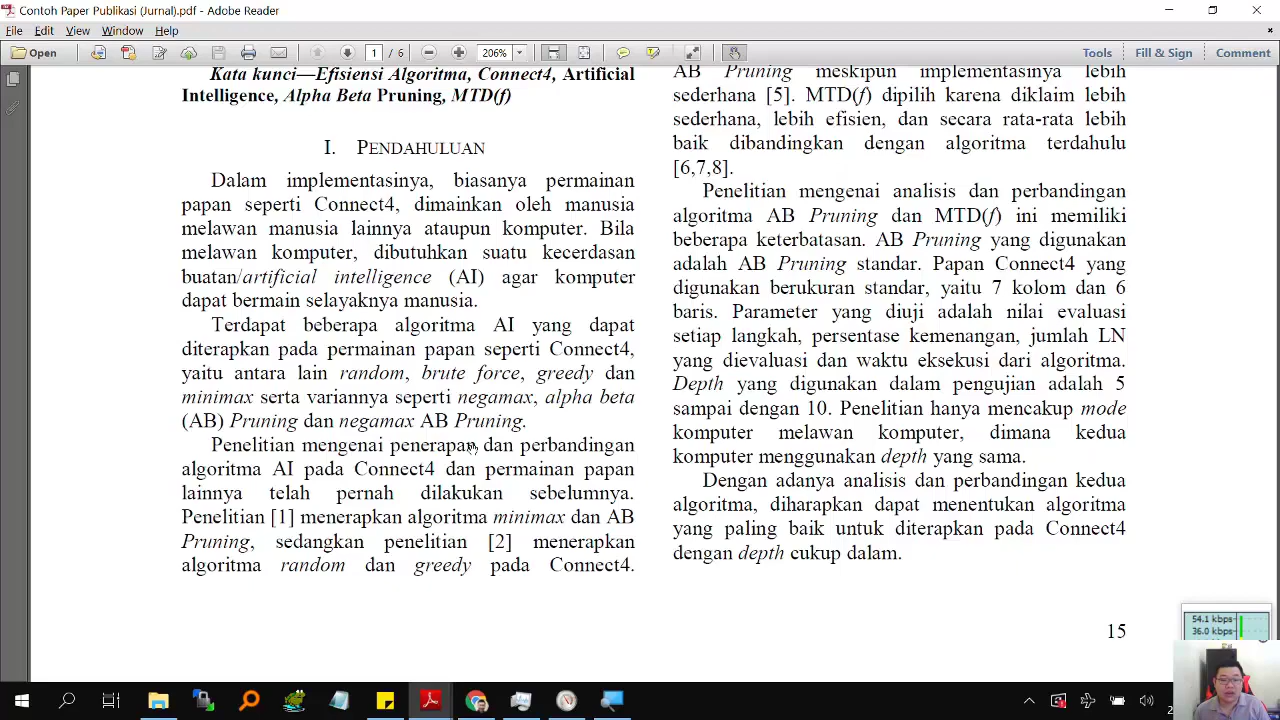 Contoh Paper Publikasi (Jurnal).pdf - Adobe Reader
File Edit View Window Help
Open 1 / 6 206% Tools Fill & Sign Comment
Kata kunci—Efisiensi Algoritma, Connect4, Artificial
Intelligence, Alpha Beta Pruning, MTD(f)
I. PENDAHULUAN
Dalam implementasinya, biasanya permainan
papan seperti Connect4, dimainkan oleh manusia
melawan manusia lainnya ataupun komputer. Bila
melawan komputer, dibutuhkan suatu kecerdasan
buatan/artificial intelligence (AI) agar komputer
dapat bermain selayaknya manusia.
Terdapat beberapa algoritma AI yang dapat
diterapkan pada permainan papan seperti Connect4,
yaitu antara lain random, brute force, greedy dan
minimax serta variannya seperti negamax, alpha beta
(AB) Pruning dan negamax AB Pruning.
Penelitian mengenai penerapan dan perbandingan
algoritma AI pada Connect4 dan permainan papan
lainnya telah pernah dilakukan sebelumnya.
Penelitian [1] menerapkan algoritma minimax dan AB
Pruning, sedangkan penelitian [2] menerapkan
algoritma random dan greedy pada Connect4.
AB Pruning meskipun implementasinya lebih
sederhana [5]. MTD(f) dipilih karena diklaim lebih
sederhana, lebih efisien, dan secara rata-rata lebih
baik dibandingkan dengan algoritma terdahulu
[6,7,8].
Penelitian mengenai analisis dan perbandingan
algoritma AB Pruning dan MTD(f) ini memiliki
beberapa keterbatasan. AB Pruning yang digunakan
adalah AB Pruning standar. Papan Connect4 yang
digunakan berukuran standar, yaitu 7 kolom dan 6
baris. Parameter yang diuji adalah nilai evaluasi
setiap langkah, persentase kemenangan, jumlah LN
yang dievaluasi dan waktu eksekusi dari algoritma.
Depth yang digunakan dalam pengujian adalah 5
sampai dengan 10. Penelitian hanya mencakup mode
komputer melawan komputer, dimana kedua
komputer menggunakan depth yang sama.
Dengan adanya analisis dan perbandingan kedua
algoritma, diharapkan dapat menentukan algoritma
yang paling baik untuk diterapkan pada Connect4
dengan depth cukup dalam.
15
54.1 kbps
36.0 kbps